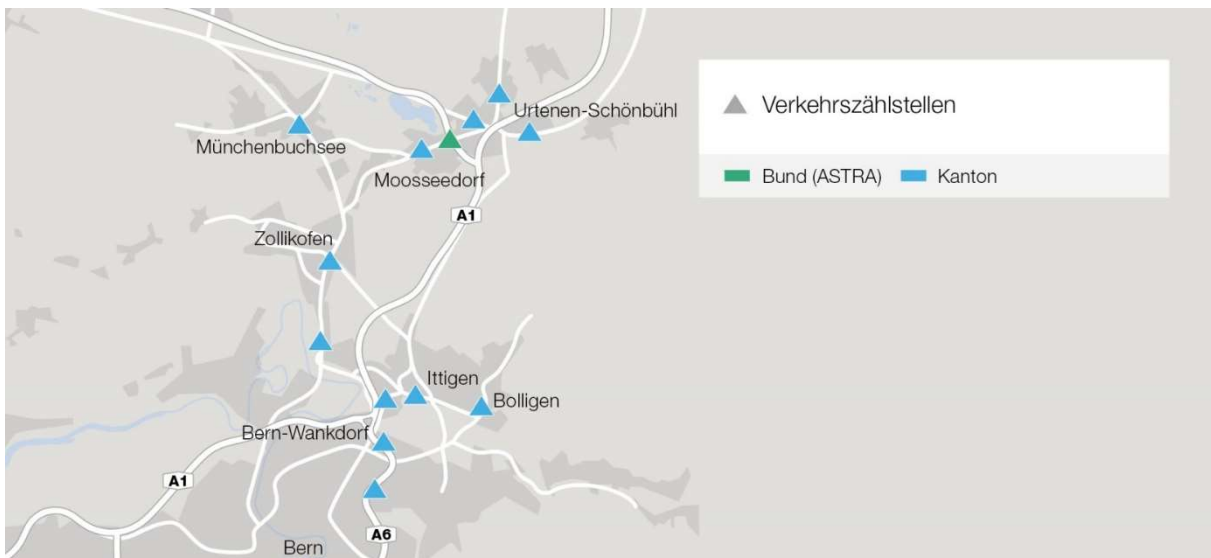 Urtenen-Schönbühl
Münchenbuchsee
Moosseedorf
A1
Zollikofen
Ittigen
Bolligen
Bern-Wankdorf
A1
A6
Bern
Verkehrszählstellen
Bund (ASTRA)
Kanton